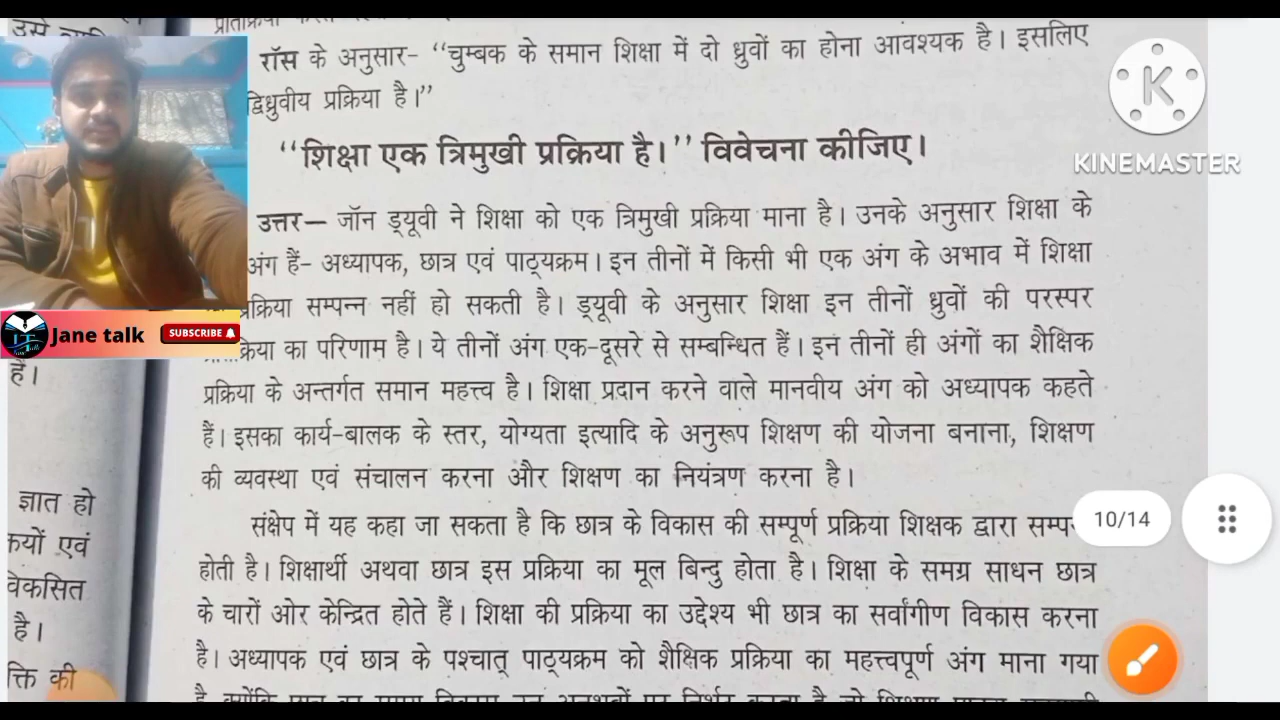 रॉस के अनुसार- ‘‘चुम्बक के समान शिक्षा में दो ध्रुवों का होना आवश्यक है। इसलिए
द्विध्रुवीय प्रक्रिया है।’’
‘‘शिक्षा एक त्रिमुखी प्रक्रिया है।’’ विवेचना कीजिए।
उत्तर— जॉन ड्यूवी ने शिक्षा को एक त्रिमुखी प्रक्रिया माना है। उनके अनुसार शिक्षा के
अंग हैं- अध्यापक, छात्र एवं पाठ्यक्रम। इन तीनों में किसी भी एक अंग के अभाव में शिक्षा
प्रक्रिया सम्पन्न नहीं हो सकती है। ड्यूवी के अनुसार शिक्षा इन तीनों ध्रुवों की परस्पर
का परिणाम है। ये तीनों अंग एक-दूसरे से सम्बन्धित हैं। इन तीनों ही अंगों का शैक्षिक
प्रक्रिया के अन्तर्गत समान महत्त्व है। शिक्षा प्रदान करने वाले मानवीय अंग को अध्यापक कहते
हैं। इसका कार्य-बालक के स्तर, योग्यता इत्यादि के अनुरूप शिक्षण की योजना बनाना, शिक्षण
की व्यवस्था एवं संचालन करना और शिक्षण का नियंत्रण करना है।
संक्षेप में यह कहा जा सकता है कि छात्र के विकास की सम्पूर्ण प्रक्रिया शिक्षक द्वारा
होती है। शिक्षार्थी अथवा छात्र इस प्रक्रिया का मूल बिन्दु होता है। शिक्षा के समग्र साधन छात्र
के चारों ओर केन्द्रित होते हैं। शिक्षा की प्रक्रिया का उद्देश्य भी छात्र का सर्वांगीण विकास करना
है। अध्यापक एवं छात्र के पश्चात् पाठ्यक्रम को शैक्षिक प्रक्रिया का महत्त्वपूर्ण अंग माना गया
हैं।
ज्ञात हो
एवं
विकसित
है।
की
Jane talk
SUBSCRIBE
K
KINEMASTER
10/14